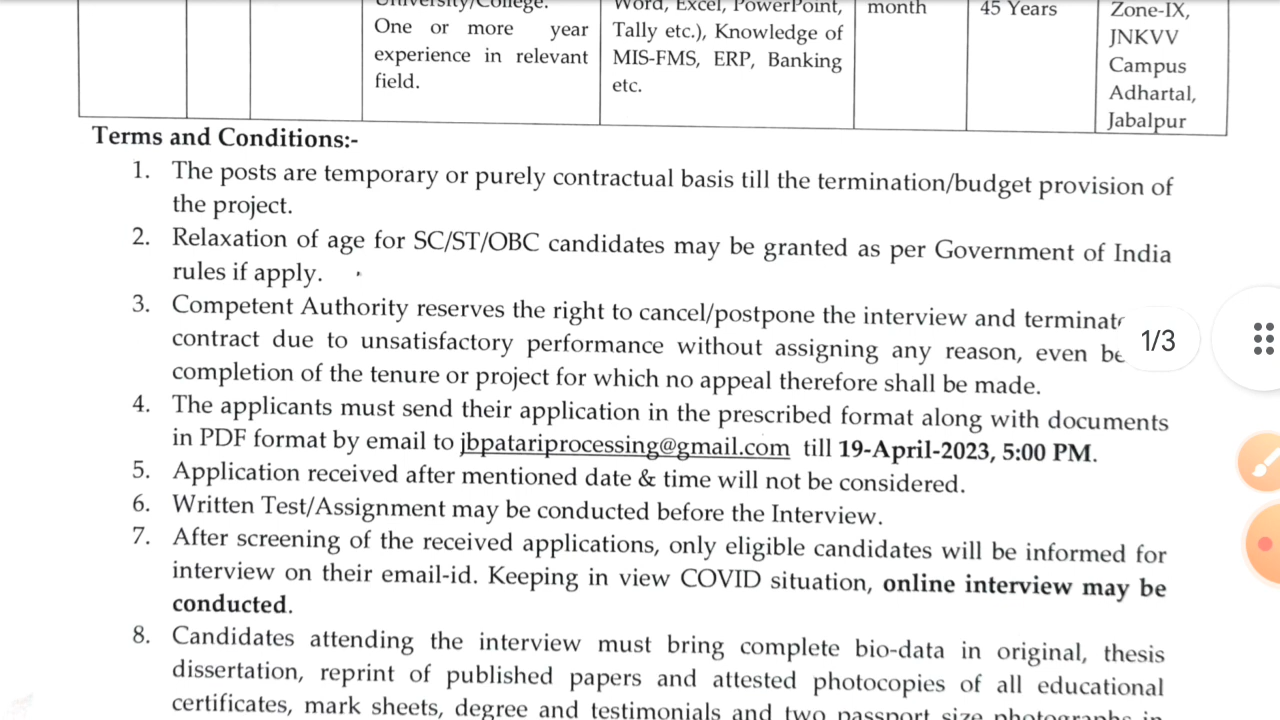 University/College.
One or more year
experience in relevant
field.
Word, Excel, PowerPoint,
Tally etc.), Knowledge of
MIS-FMS, ERP, Banking
etc.
month
45 Years
Zone-IX,
JNKVV
Campus
Adhartal,
Jabalpur
Terms and Conditions:-
1. The posts are temporary or purely contractual basis till the termination/budget provision of
the project.
2. Relaxation of age for SC/ST/OBC candidates may be granted as per Government of India
rules if apply.
3. Competent Authority reserves the right to cancel/postpone the interview and terminat
contract due to unsatisfactory performance without assigning any reason, even be
completion of the tenure or project for which no appeal therefore shall be made.
4. The applicants must send their application in the prescribed format along with documents
in PDF format by email to jbpatariprocessing@gmail.com till 19-April-2023, 5:00 PM.
5. Application received after mentioned date & time will not be considered.
6. Written Test/Assignment may be conducted before the Interview.
7. After screening of the received applications, only eligible candidates will be informed for
interview on their email-id. Keeping in view COVID situation, online interview may be
conducted.
8. Candidates attending the interview must bring complete bio-data in original, thesis
dissertation, reprint of published papers and attested photocopies of all educational
certificates, mark sheets, degree and testimonials and two passport size photographs in
1/3